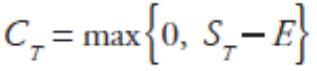 C_T = max{0, S_T − E}